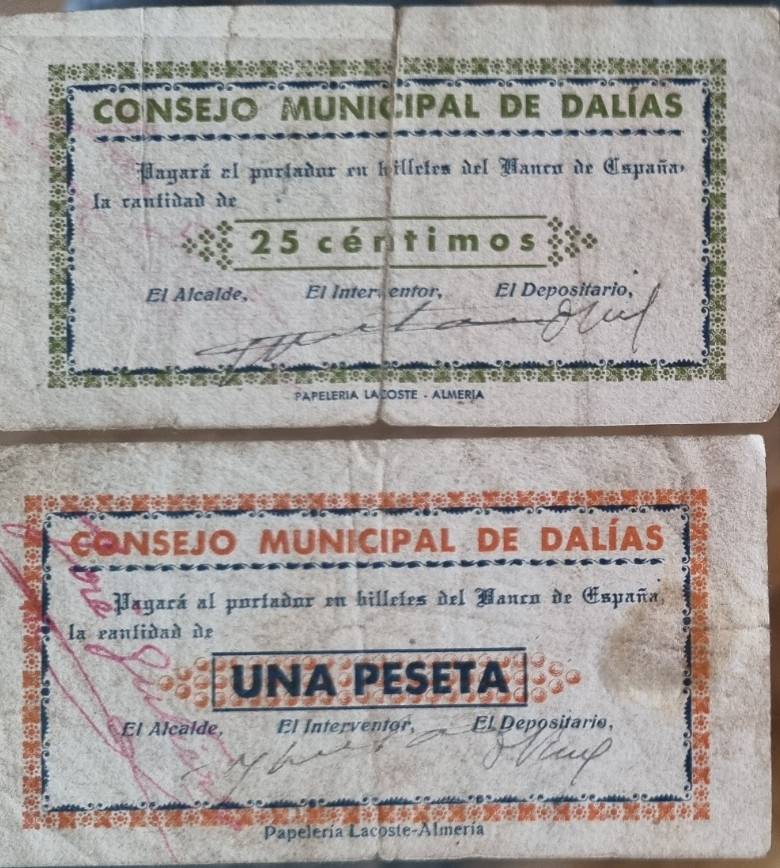 CONSEJO MUNICIPAL DE DALÍAS
Pagará al portador en billetes del Banco de España,
la cantidad de
25 céntimos
El Alcalde, El Interventor, El Depositario,
PAPELERIA LACOSTE - ALMERIA
CONSEJO MUNICIPAL DE DALÍAS
Pagará al portador en billetes del Banco de España,
la cantidad de
UNA PESETA
El Alcalde, El Interventor, El Depositario,
Papelería Lacoste-Almería